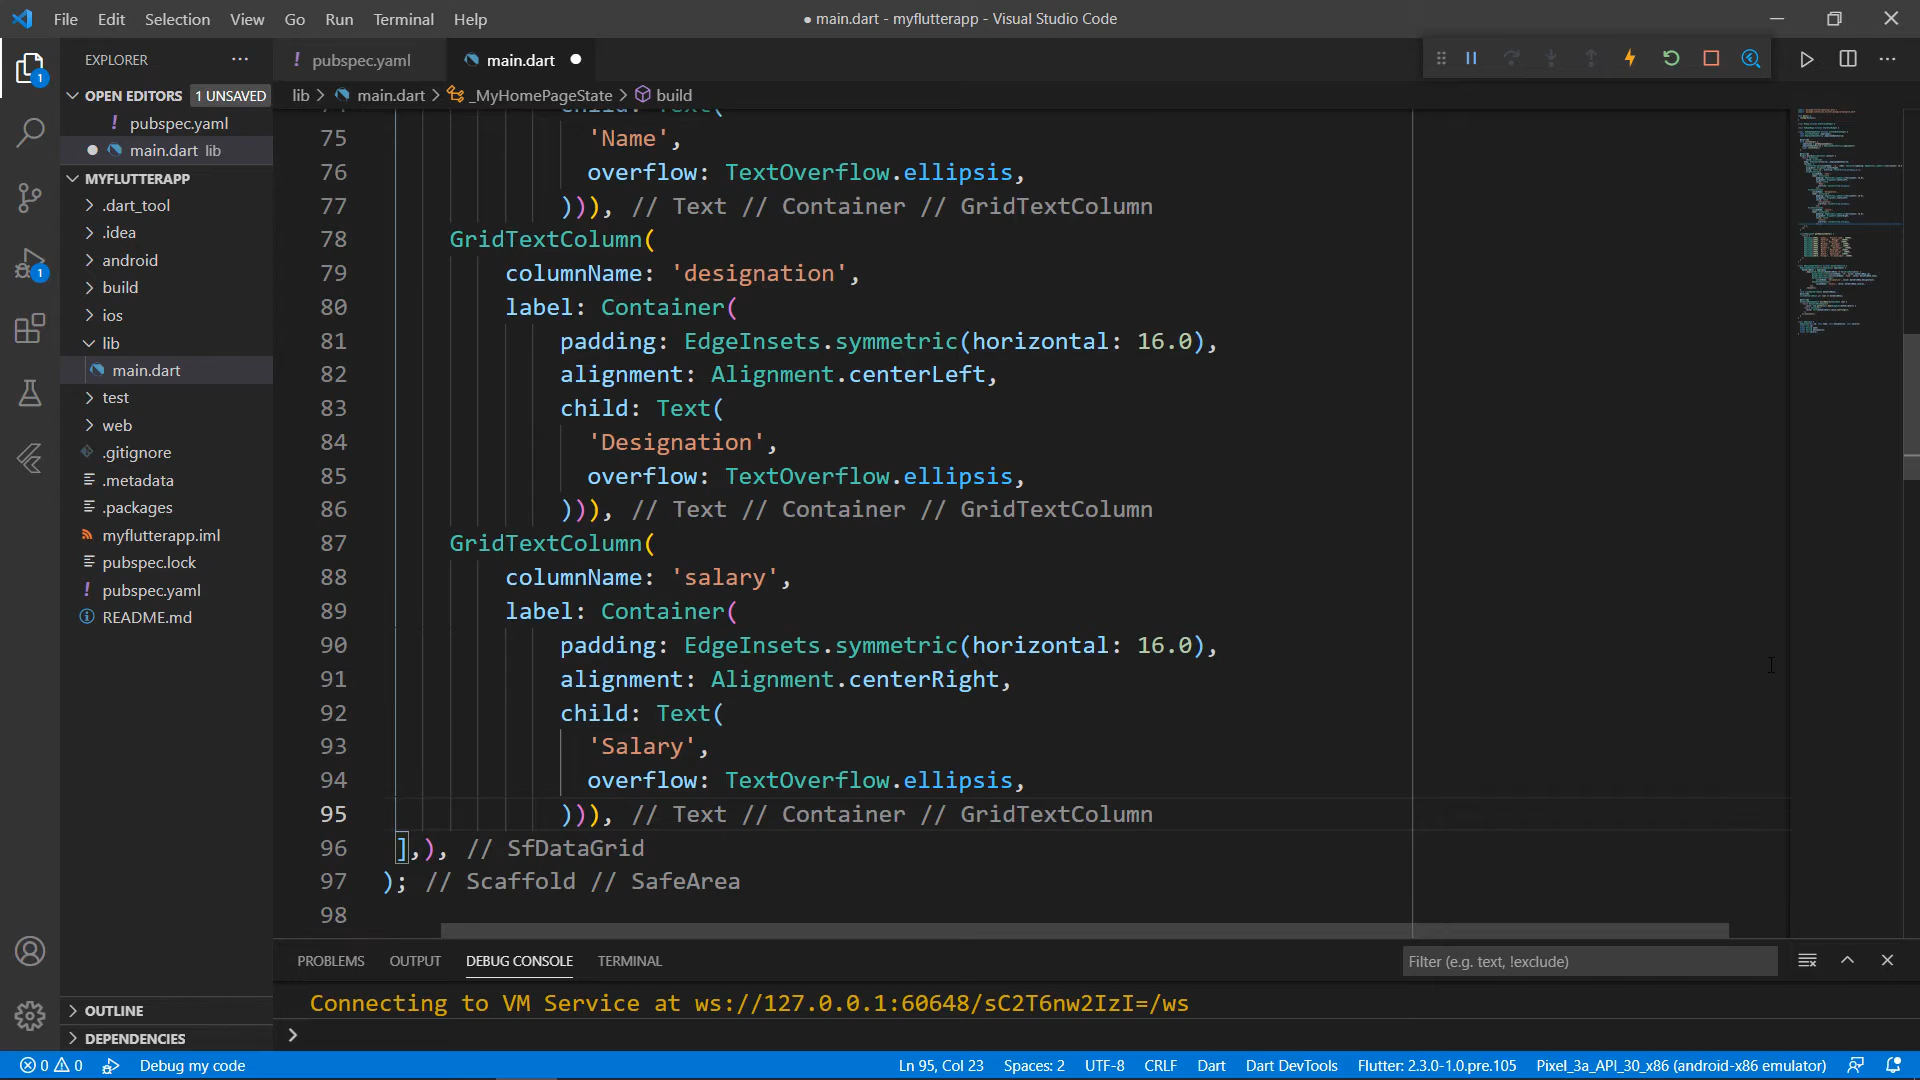 File Edit Selection View Go Run Terminal Help
● main.dart - myflutterapp - Visual Studio Code
EXPLORER
OPEN EDITORS 1 UNSAVED
! pubspec.yaml
main.dart lib
MYFLUTTERAPP
.dart_tool
.idea
android
build
ios
lib
main.dart
test
web
.gitignore
.metadata
.packages
myflutterapp.iml
pubspec.lock
! pubspec.yaml
README.md
OUTLINE
DEPENDENCIES
1
1
! pubspec.yaml
main.dart ●
lib > main.dart > _MyHomePageState > build
child: Text(
75 'Name',
76 overflow: TextOverflow.ellipsis,
77 ))), // Text // Container // GridTextColumn
78 GridTextColumn(
79 columnName: 'designation',
80 label: Container(
81 padding: EdgeInsets.symmetric(horizontal: 16.0),
82 alignment: Alignment.centerLeft,
83 child: Text(
84 'Designation',
85 overflow: TextOverflow.ellipsis,
86 ))), // Text // Container // GridTextColumn
87 GridTextColumn(
88 columnName: 'salary',
89 label: Container(
90 padding: EdgeInsets.symmetric(horizontal: 16.0),
91 alignment: Alignment.centerRight,
92 child: Text(
93 'Salary',
94 overflow: TextOverflow.ellipsis,
95 ))), // Text // Container // GridTextColumn
96 ],), // SfDataGrid
97 ); // Scaffold // SafeArea
98
PROBLEMS OUTPUT DEBUG CONSOLE TERMINAL
Filter (e.g. text, !exclude)
Connecting to VM Service at ws://127.0.0.1:60648/sC2T6nw2IzI=/ws
>
0 0 Debug my code
Ln 95, Col 23 Spaces: 2 UTF-8 CRLF Dart Dart DevTools Flutter: 2.3.0-1.0.pre.105 Pixel_3a_API_30_x86 (android-x86 emulator)